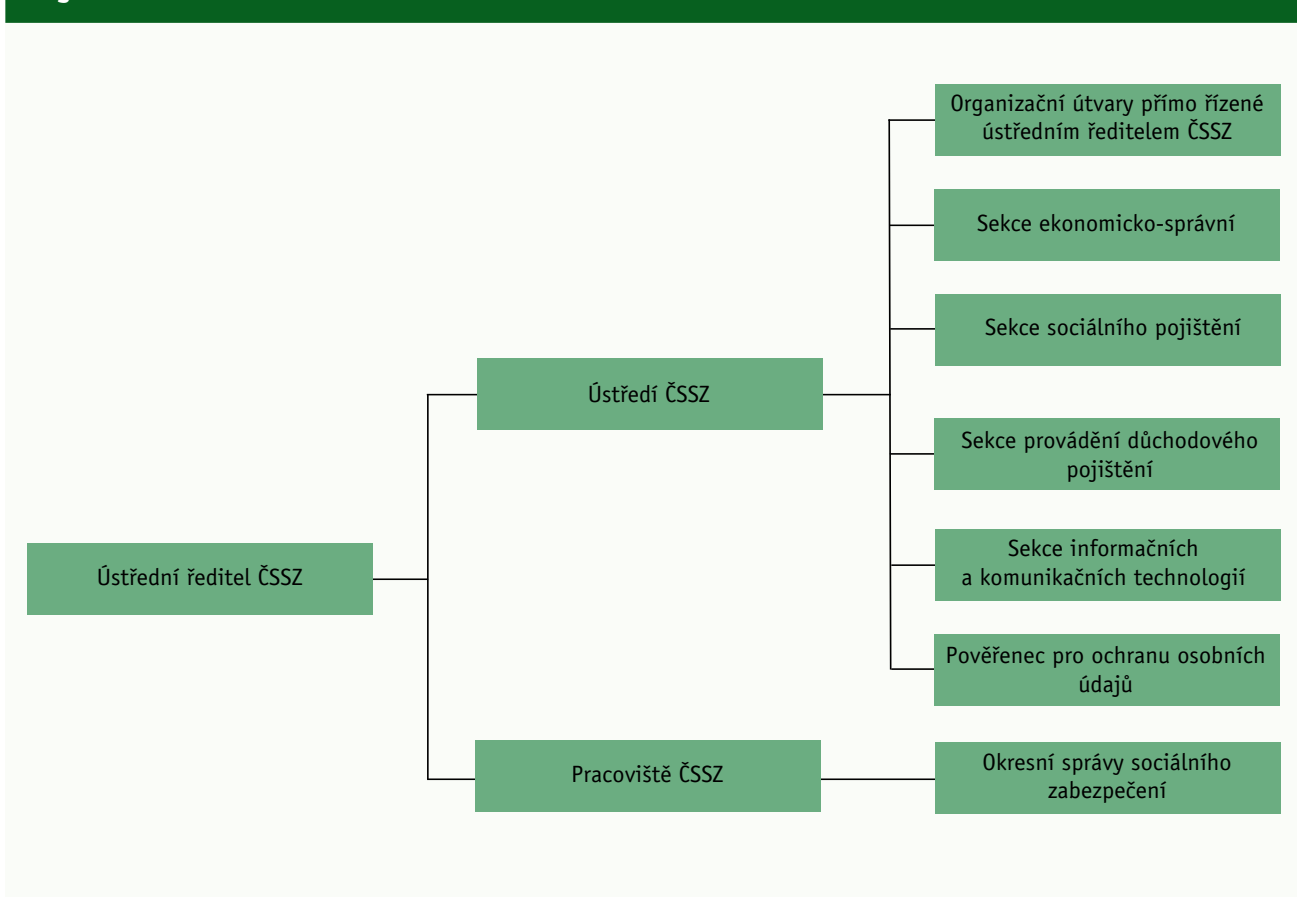 Organizační útvary přímo řízené
ústředním ředitelem ČSSZ
Sekce ekonomicko-správní
Sekce sociálního pojištění
Ústředí ČSSZ
Sekce provádění důchodového
pojištění
Sekce informačních
a komunikačních technologií
Ústřední ředitel ČSSZ
Pověřenec pro ochranu osobních
údajů
Pracoviště ČSSZ
Okresní správy sociálního
zabezpečení